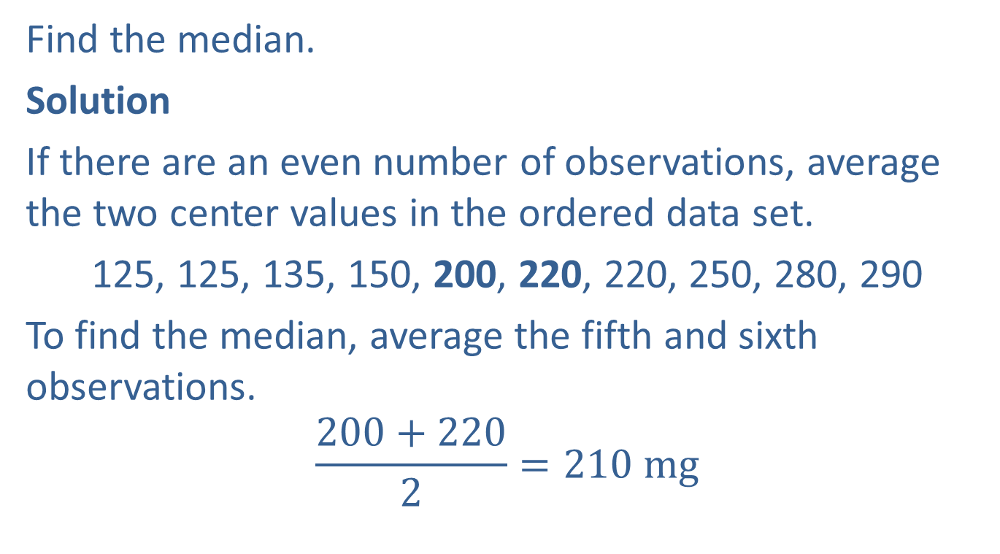 Find the median.
Solution
If there are an even number of observations, average
the two center values in the ordered data set.
125, 125, 135, 150, 200, 220, 220, 250, 280, 290
To find the median, average the fifth and sixth
observations.
200 + 220
= 210 mg
2